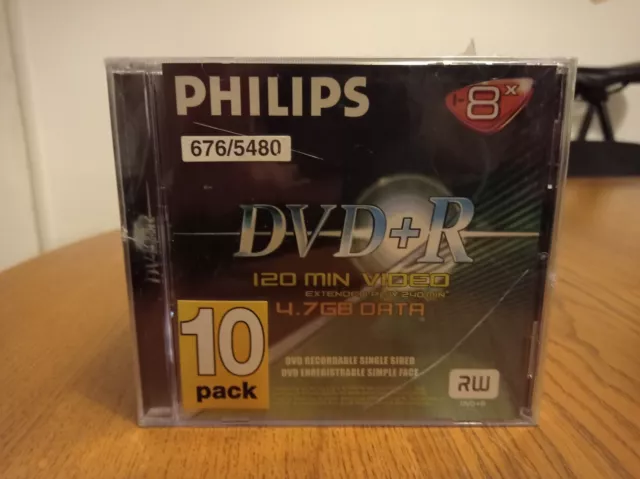 PHILIPS
1-8x
676/5480
DVD+R
120 MIN VIDEO
4.7GB DATA
10
pack
DVD RECORDABLE SINGLE SIDED
DVD ENREGISTRABLE SIMPLE FACE
RW
DVD+R